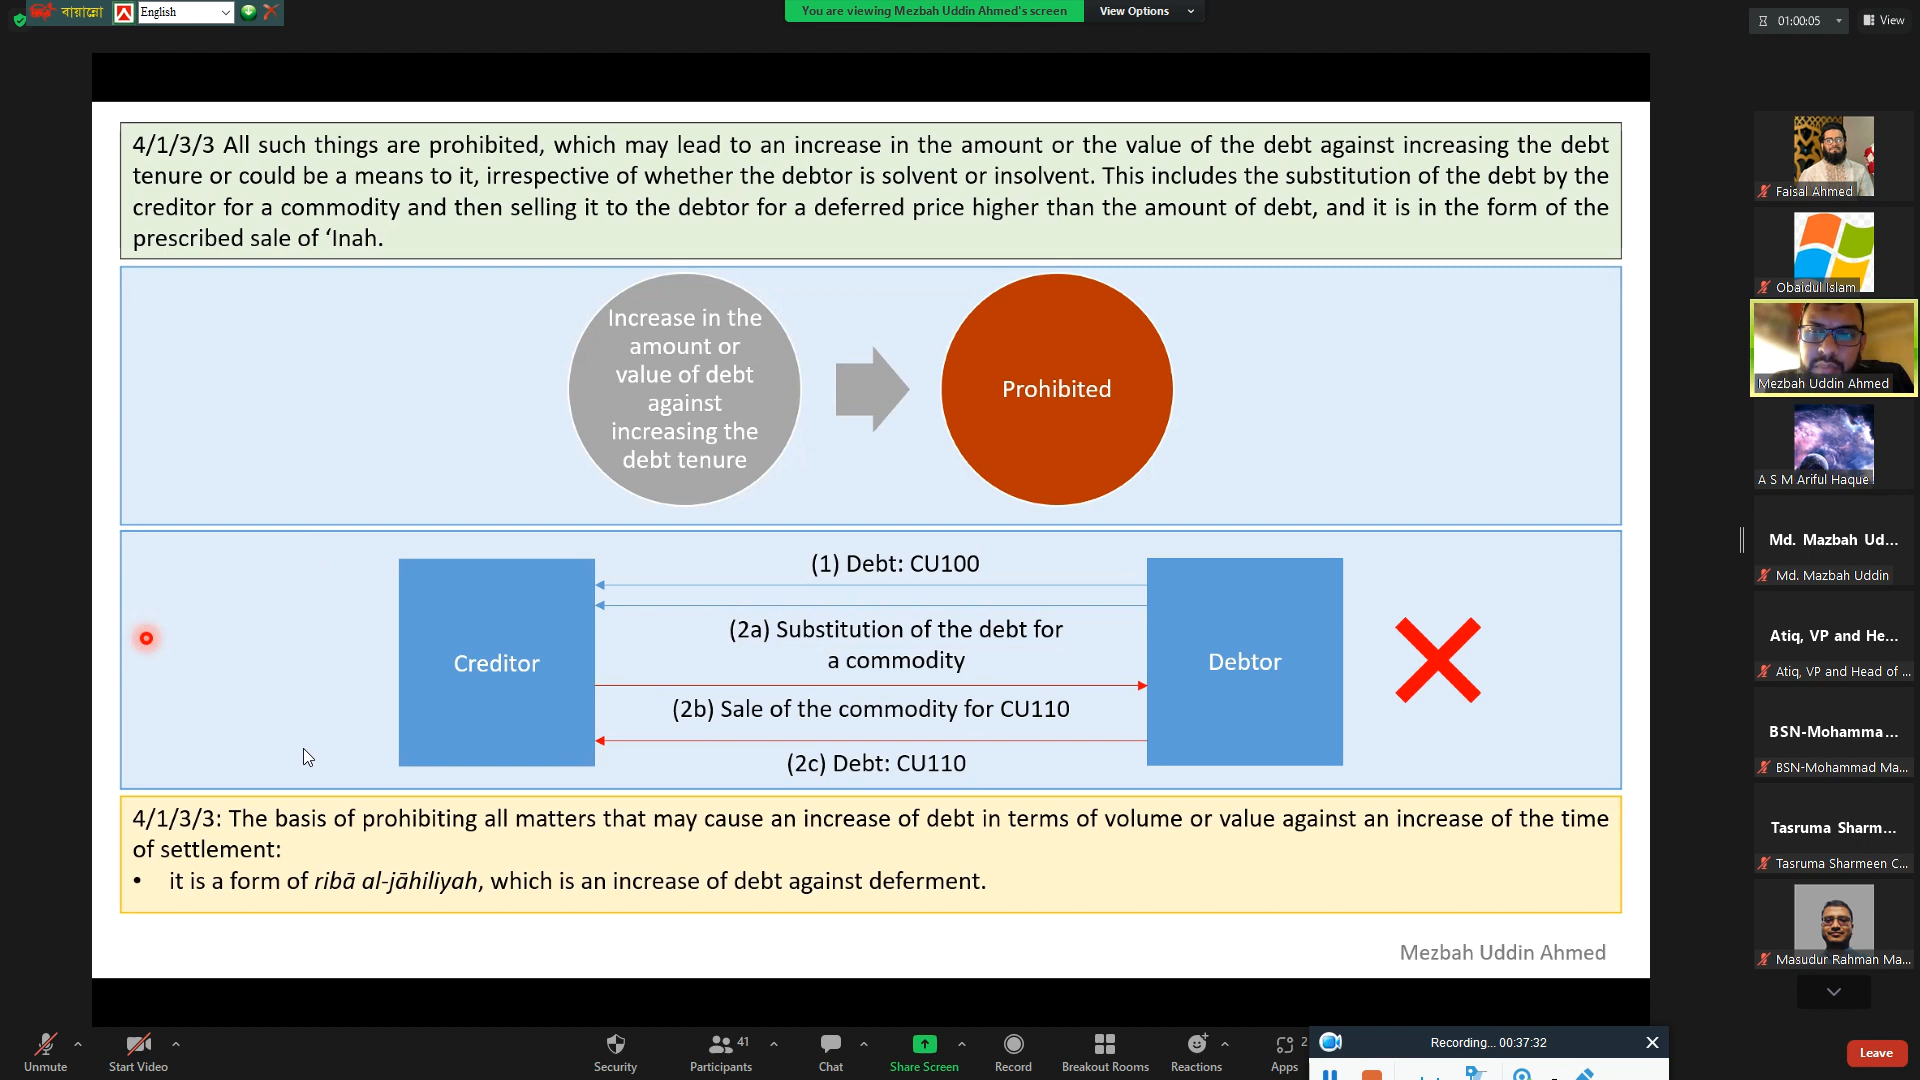 বায়ান্নো
English
You are viewing Mezbah Uddin Ahmed's screen
View Options
01:00:05
View
4/1/3/3 All such things are prohibited, which may lead to an increase in the amount or the value of the debt against increasing the debt
tenure or could be a means to it, irrespective of whether the debtor is solvent or insolvent. This includes the substitution of the debt by the
creditor for a commodity and then selling it to the debtor for a deferred price higher than the amount of debt, and it is in the form of the
prescribed sale of ‘Inah.
Increase in the
amount or
value of debt
against
increasing the
debt tenure
Prohibited
(1) Debt: CU100
(2a) Substitution of the debt for
a commodity
Creditor
Debtor
(2b) Sale of the commodity for CU110
(2c) Debt: CU110
4/1/3/3: The basis of prohibiting all matters that may cause an increase of debt in terms of volume or value against an increase of the time
of settlement:
• it is a form of ribā al-jāhiliyah, which is an increase of debt against deferment.
Mezbah Uddin Ahmed
Faisal Ahmed
Obaidul Islam
Mezbah Uddin Ahmed
A S M Ariful Haque
Md. Mazbah Ud...
Md. Mazbah Uddin
Atiq, VP and He...
Atiq, VP and Head of ...
BSN-Mohamma...
BSN-Mohammad Ma...
Tasruma Sharm...
Tasruma Sharmeen C...
Masudur Rahman Ma...
Unmute
Start Video
Security
Participants
41
Chat
Share Screen
Record
Breakout Rooms
Reactions
Apps
2
Recording... 00:37:32
Leave